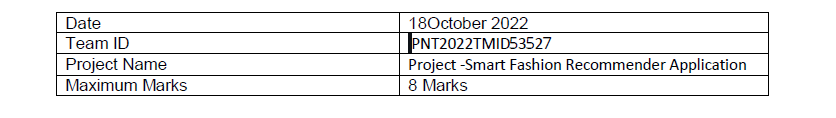 Date 18October 2022
Team ID PNT2022TMID53527
Project Name Project -Smart Fashion Recommender Application
Maximum Marks 8 Marks